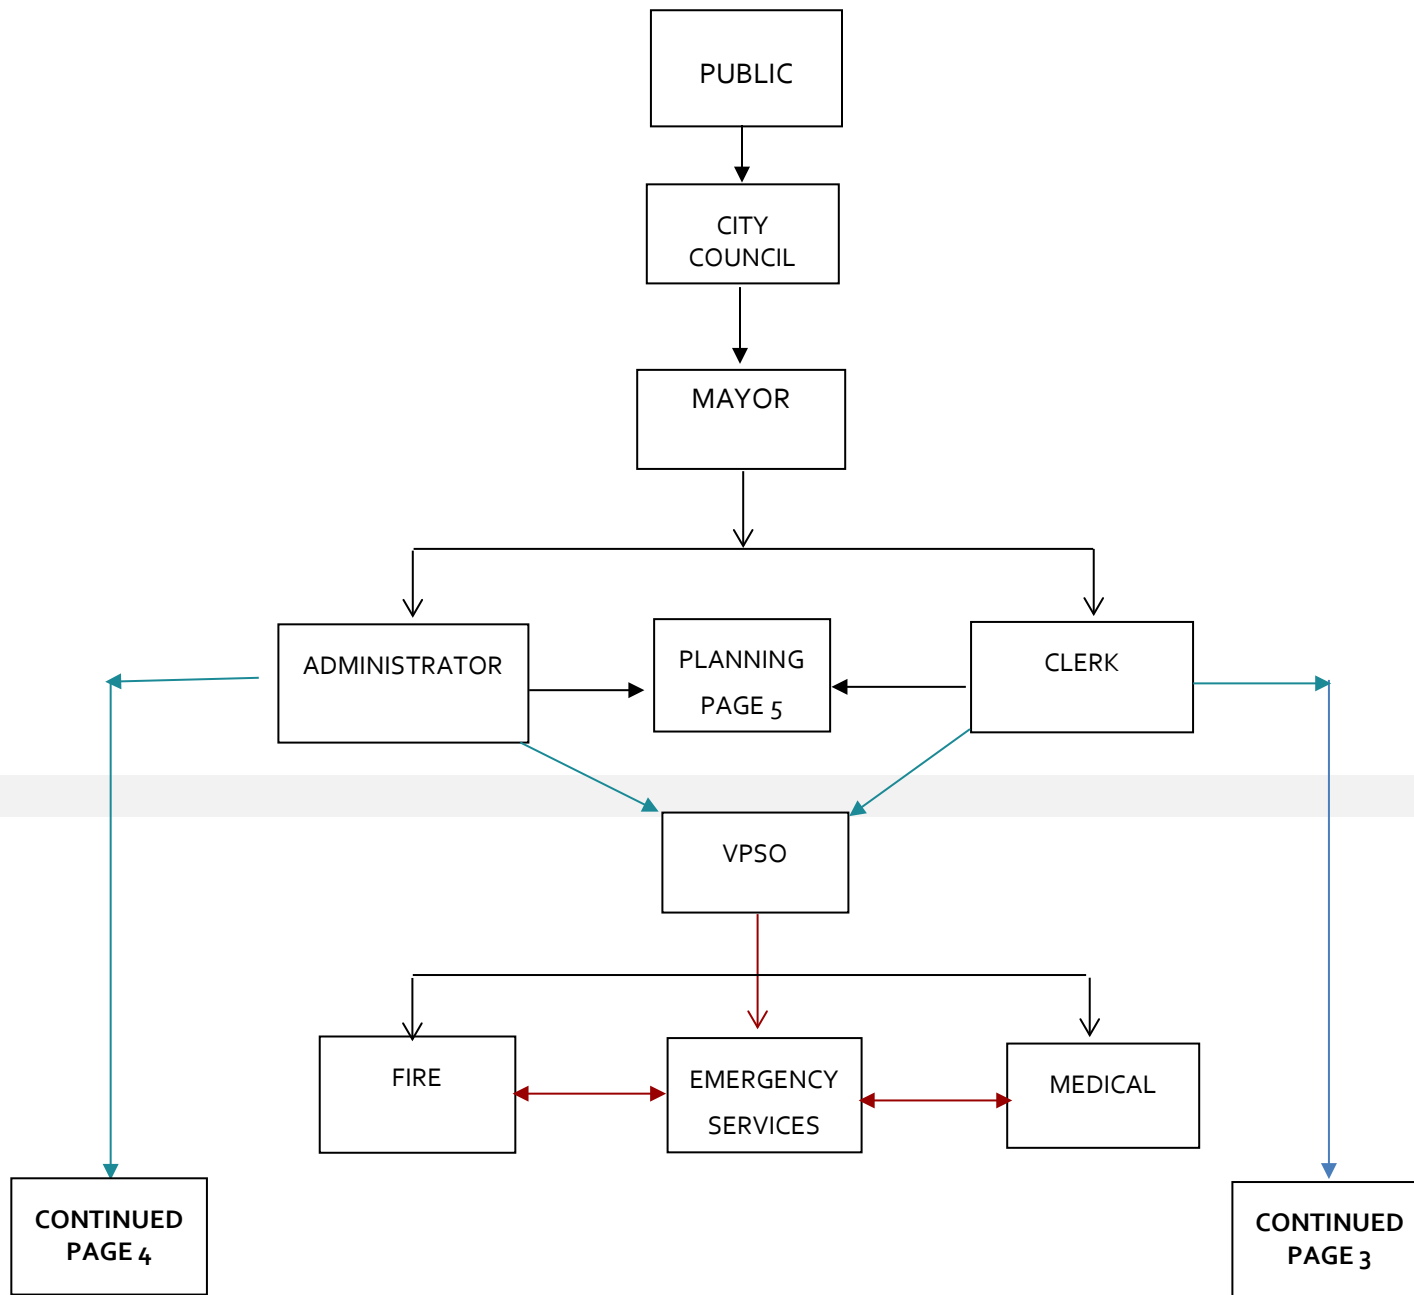 PUBLIC
CITY
COUNCIL
MAYOR
ADMINISTRATOR
PLANNING
PAGE 5
CLERK
VPSO
FIRE
EMERGENCY
SERVICES
MEDICAL
CONTINUED
PAGE 4
CONTINUED
PAGE 3